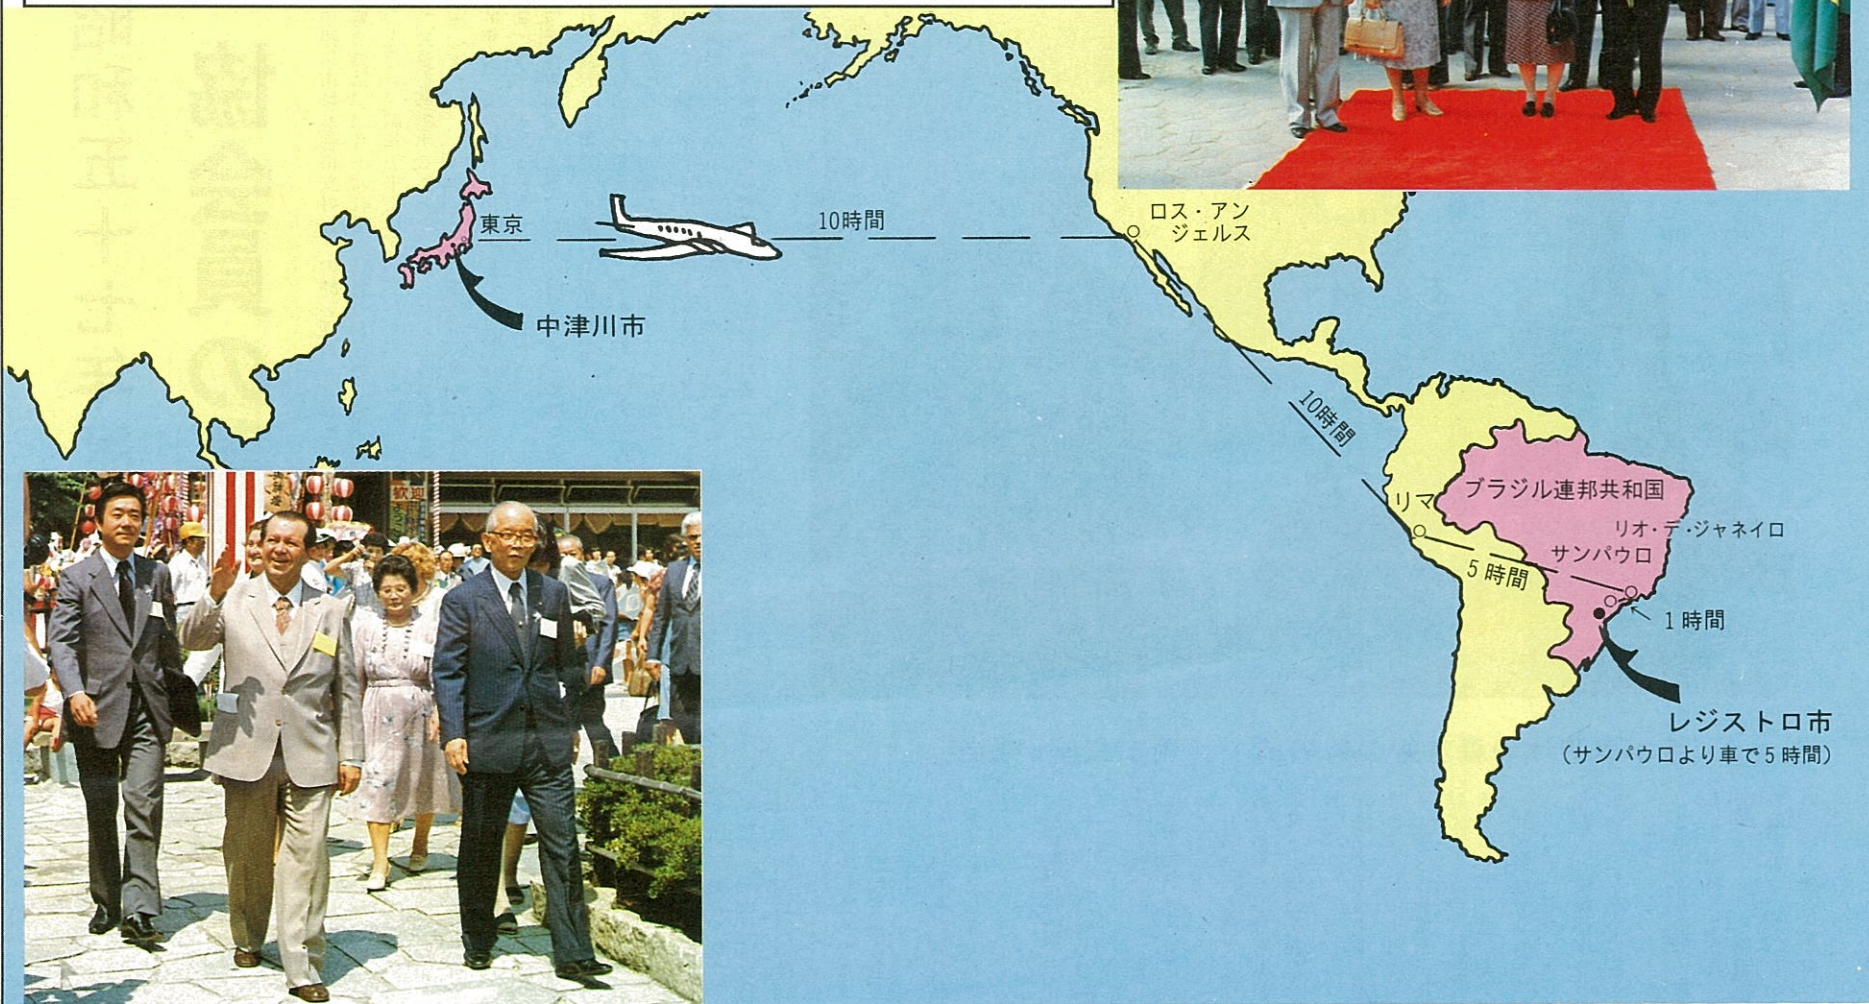 東京
10時間
ロス・アン
ジェルス
中津川市
10時間
リマ
ブラジル連邦共和国
リオ・デ・ジャネイロ
サンパウロ
5時間
1時間
レジストロ市
（サンパウロより車で5時間）
歓迎